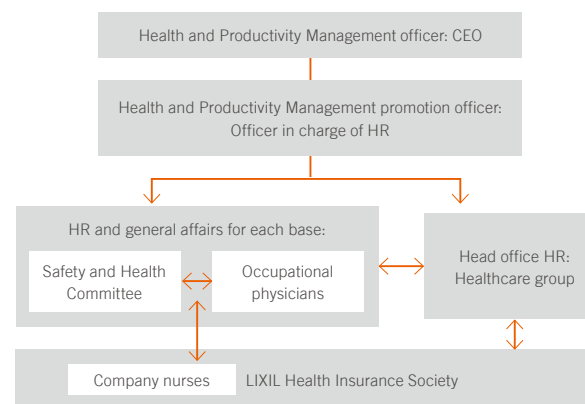 Health and Productivity Management officer: CEO
Health and Productivity Management promotion officer:
Officer in charge of HR
HR and general affairs for each base:
Safety and Health
Committee
Occupational
physicians
Head office HR:
Healthcare group
Company nurses
LIXIL Health Insurance Society